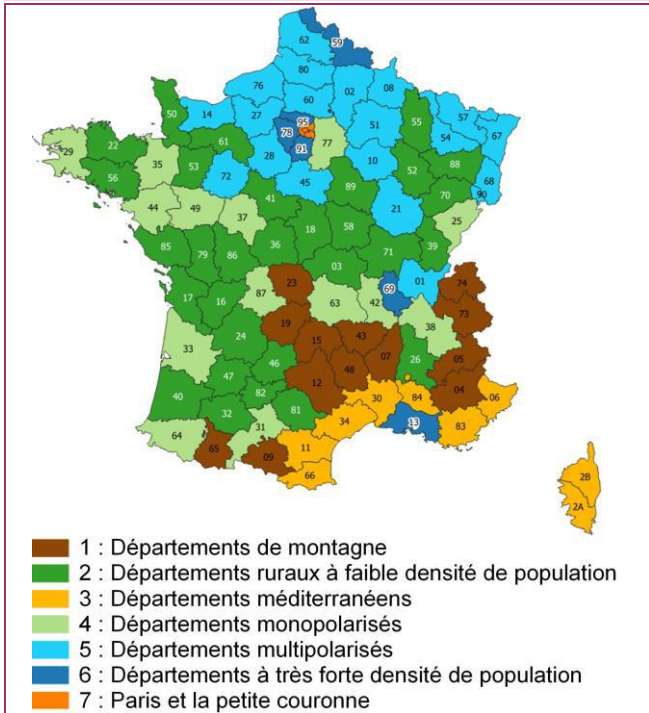 62 59
80
76 02 08
50 14 27 60 95 57
78 51 55 54 67
29 22 61 91 77
35 53 28 10 88 68
56 72 45 52 90
41 89 70
44 49 37 21 25
18 58
85 79 86 36 71 39
03
23 01 74
17 16 87 63 42 69
19 73
38
24 15 43
33 07 05
46 48 26
47 12 04
40 82 30 84 06
32 81 34 13 83
64 31
65 09 11
66
2B
2A
1 : Départements de montagne
2 : Départements ruraux à faible densité de population
3 : Départements méditerranéens
4 : Départements monopolarisés
5 : Départements multipolarisés
6 : Départements à très forte densité de population
7 : Paris et la petite couronne